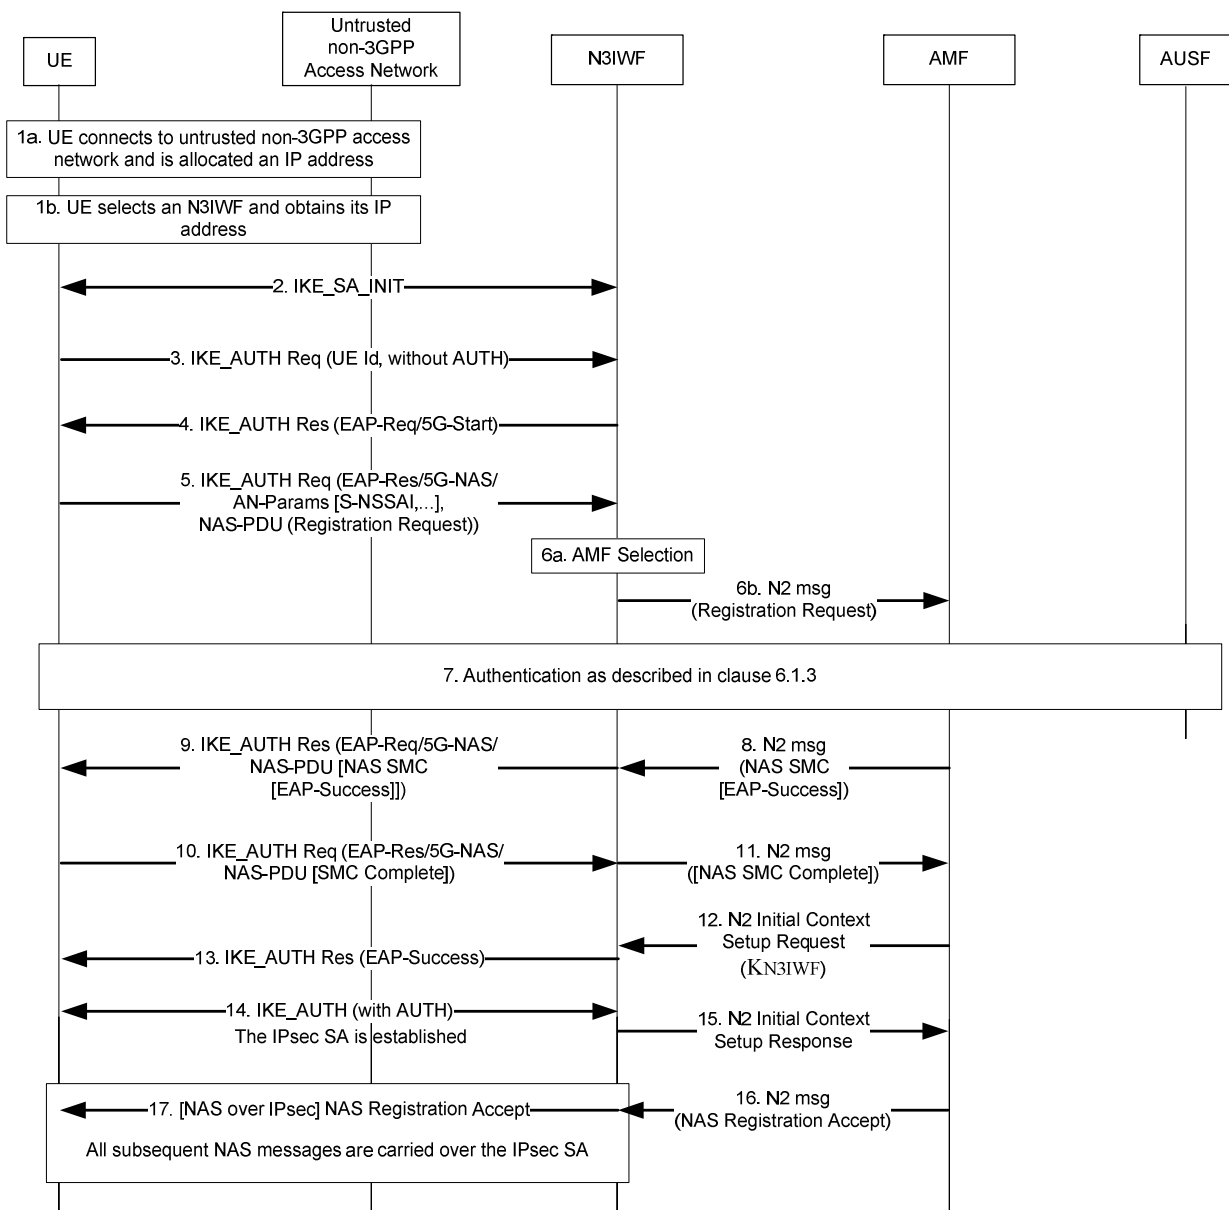 UE
Untrusted
non-3GPP
Access Network
N3IWF
AMF
AUSF
1a. UE connects to untrusted non-3GPP access
network and is allocated an IP address
1b. UE selects an N3IWF and obtains its IP
address
2. IKE_SA_INIT
3. IKE_AUTH Req (UE Id, without AUTH)
4. IKE_AUTH Res (EAP-Req/5G-Start)
5. IKE_AUTH Req (EAP-Res/5G-NAS/
AN-Params [S-NSSAI,...],
NAS-PDU (Registration Request))
6a. AMF Selection
6b. N2 msg
(Registration Request)
7. Authentication as described in clause 6.1.3
9. IKE_AUTH Res (EAP-Req/5G-NAS/
NAS-PDU [NAS SMC
[EAP-Success]])
8. N2 msg
(NAS SMC
[EAP-Success])
10. IKE_AUTH Req (EAP-Res/5G-NAS/
NAS-PDU [SMC Complete])
11. N2 msg
([NAS SMC Complete])
12. N2 Initial Context
Setup Request
(KN3IWF)
13. IKE_AUTH Res (EAP-Success)
14. IKE_AUTH (with AUTH)
The IPsec SA is established
15. N2 Initial Context
Setup Response
17. [NAS over IPsec] NAS Registration Accept
16. N2 msg
(NAS Registration Accept)
All subsequent NAS messages are carried over the IPsec SA